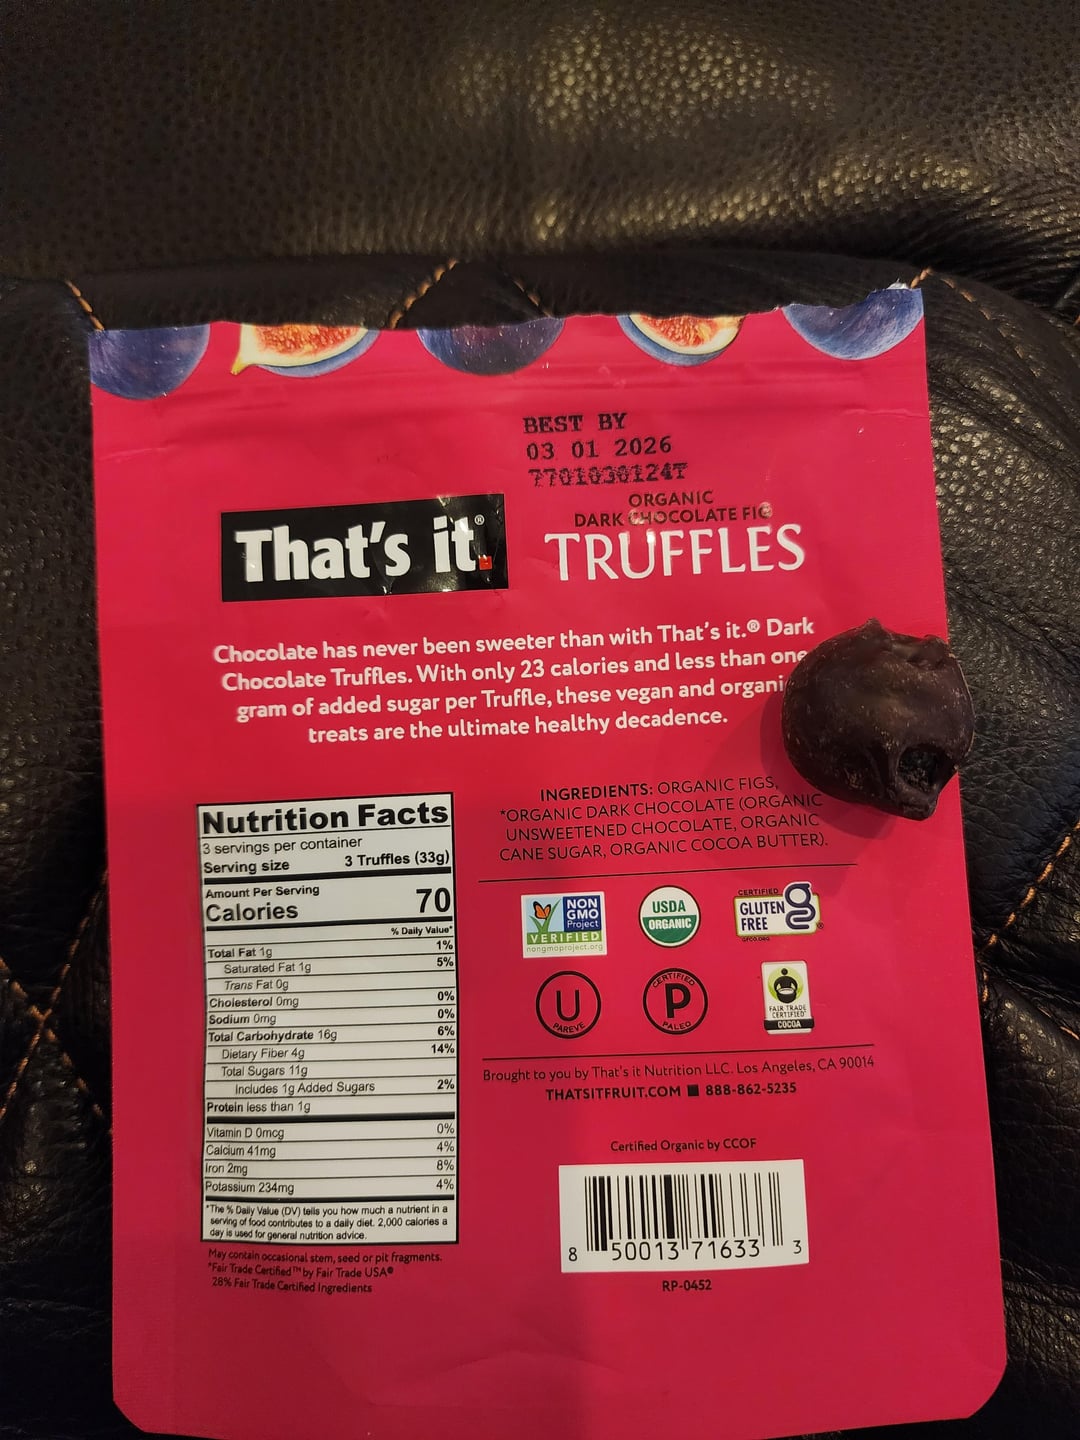 BEST BY
03 01 2026
7701030124T
That's it.®
ORGANIC
DARK CHOCOLATE FIG
TRUFFLES
Chocolate has never been sweeter than with That's it.® Dark
Chocolate Truffles. With only 23 calories and less than one
gram of added sugar per Truffle, these vegan and organi
treats are the ultimate healthy decadence.
Nutrition Facts
3 servings per container
Serving size 3 Truffles (33g)
Amount Per Serving
Calories 70
% Daily Value*
Total Fat 1g 1%
Saturated Fat 1g 5%
Trans Fat 0g
Cholesterol 0mg 0%
Sodium 0mg 0%
Total Carbohydrate 16g 6%
Dietary Fiber 4g 14%
Total Sugars 11g
Includes 1g Added Sugars 2%
Protein less than 1g
Vitamin D 0mcg 0%
Calcium 41mg 4%
Iron 2mg 8%
Potassium 234mg 4%
*The % Daily Value (DV) tells you how much a nutrient in a
serving of food contributes to a daily diet. 2,000 calories a
day is used for general nutrition advice.
May contain occasional stem, seed or pit fragments.
*Fair Trade Certified™ by Fair Trade USA®
28% Fair Trade Certified Ingredients
INGREDIENTS: ORGANIC FIGS,
*ORGANIC DARK CHOCOLATE (ORGANIC
UNSWEETENED CHOCOLATE, ORGANIC
CANE SUGAR, ORGANIC COCOA BUTTER).
NON
GMO
Project
VERIFIED
nongmoproject.org
USDA
ORGANIC
CERTIFIED
GLUTEN
FREE
GFCO.ORG
U
PAREVE
CERTIFIED
P
PALEO
FAIR TRADE
CERTIFIED
COCOA
Brought to you by That's it Nutrition LLC. Los Angeles, CA 90014
THATSITFRUIT.COM ■ 888-862-5235
Certified Organic by CCOF
8 50013 71633 3
RP-0452